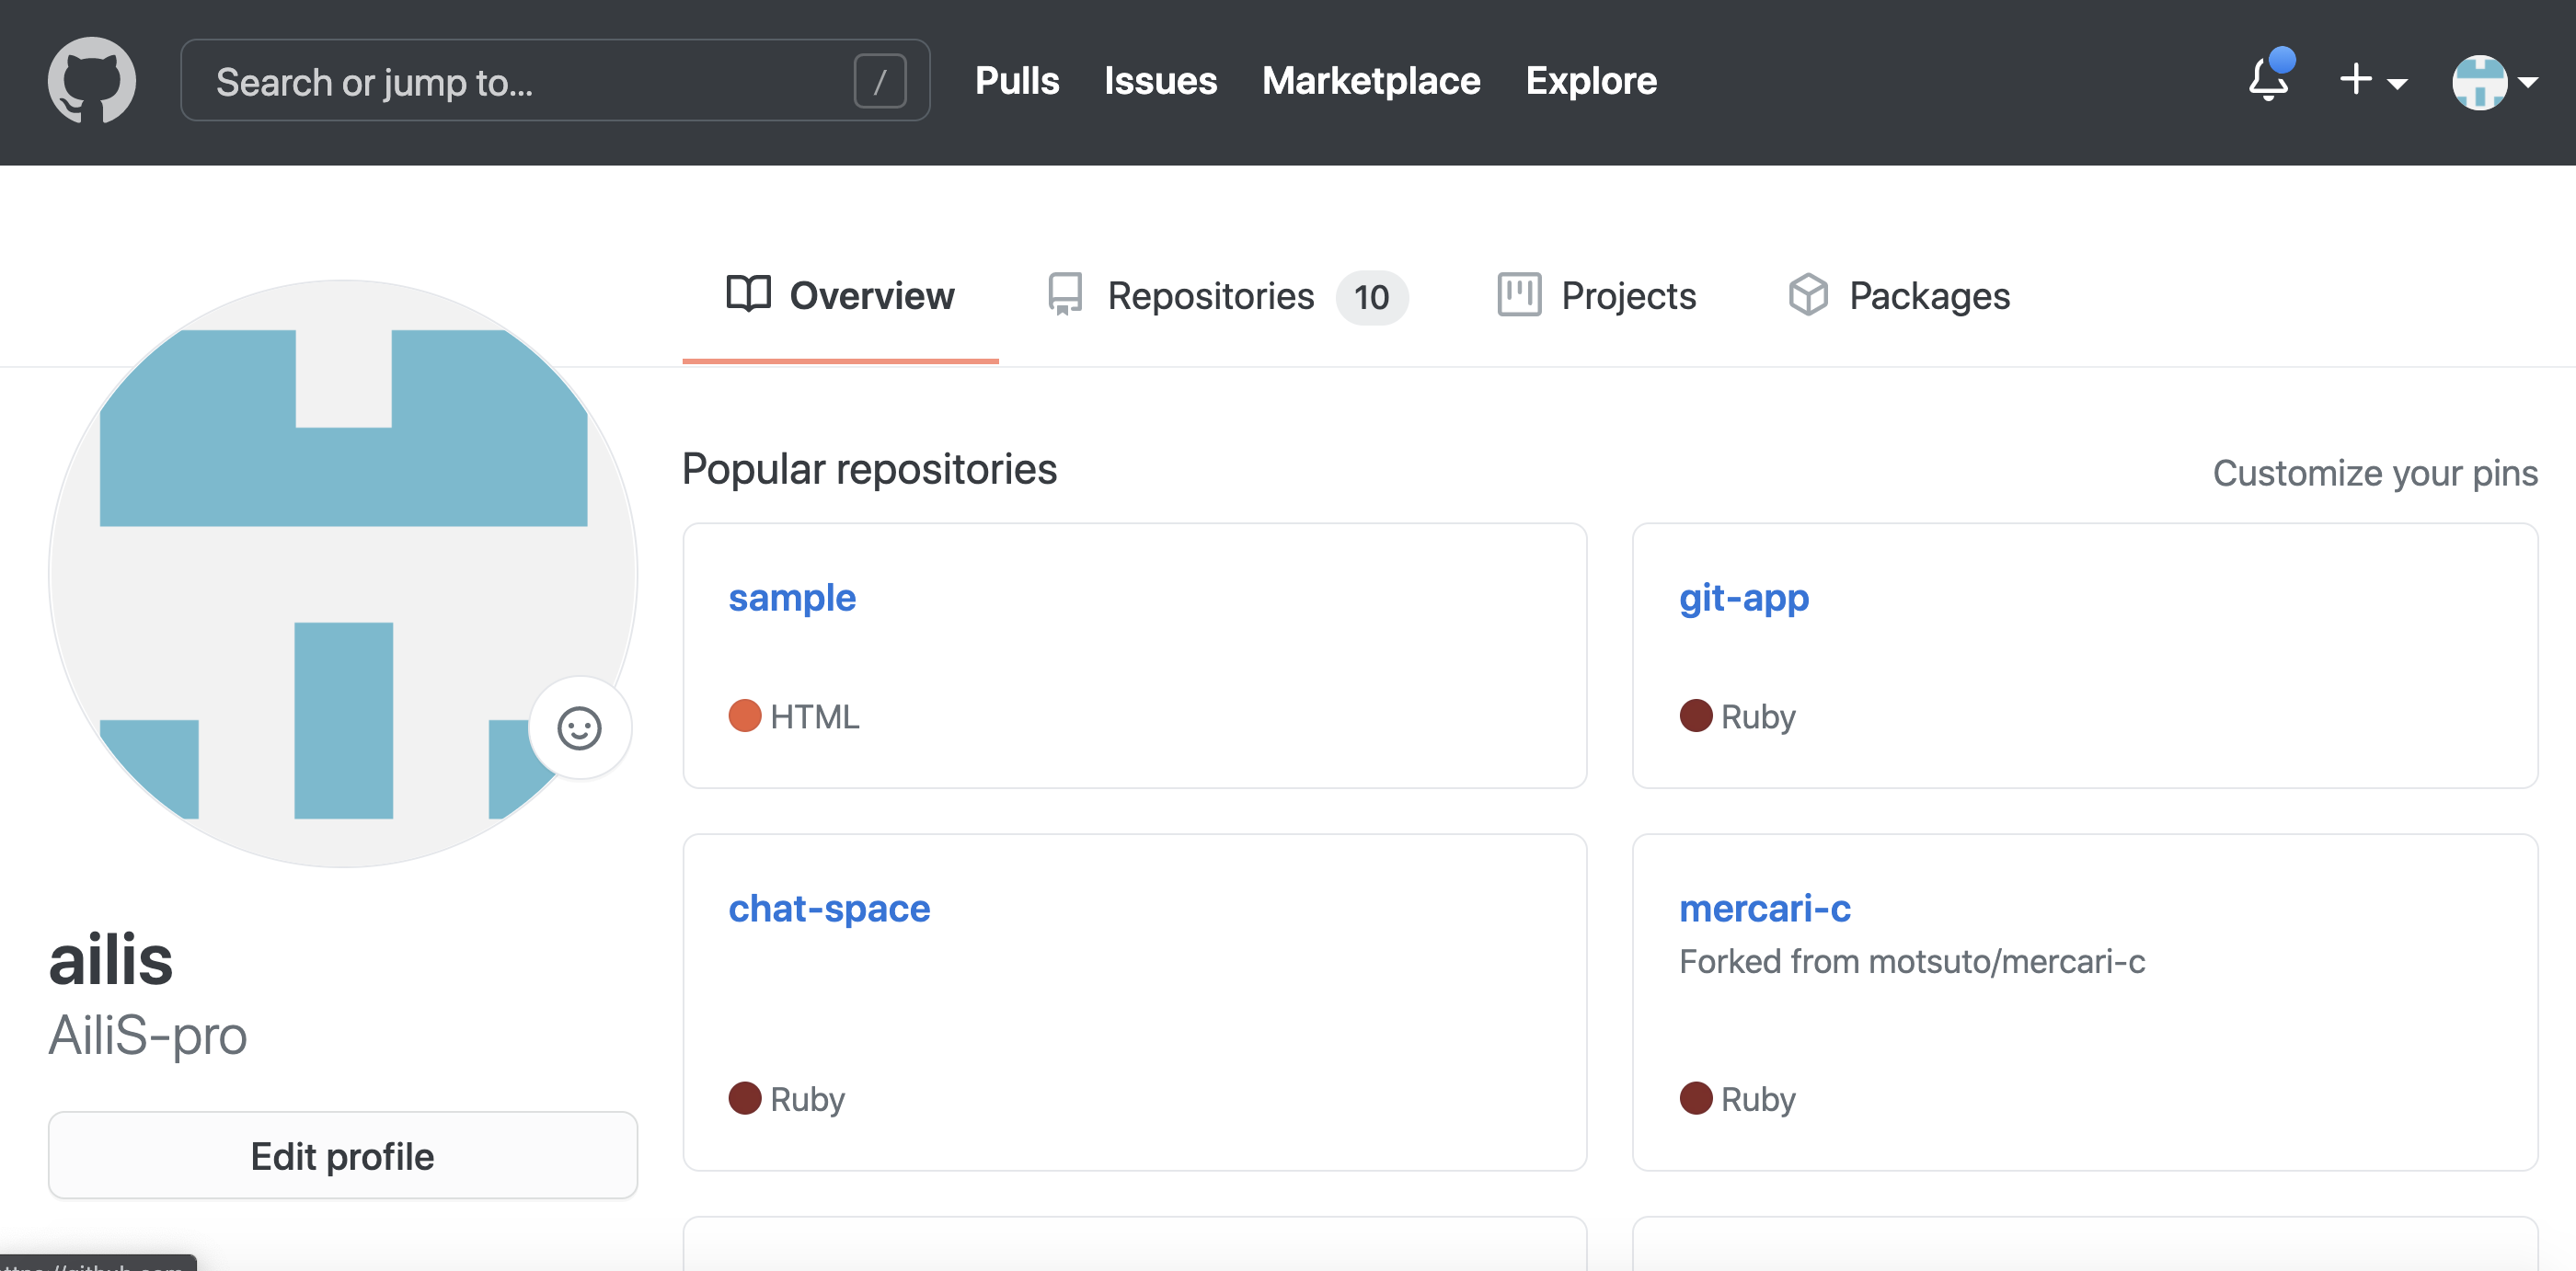 Search or jump to...
/
Pulls Issues Marketplace Explore
Overview Repositories 10 Projects Packages
Popular repositories
Customize your pins
sample
HTML
git-app
Ruby
chat-space
Ruby
mercari-c
Forked from motsuto/mercari-c
Ruby
ailis
AiliS-pro
Edit profile